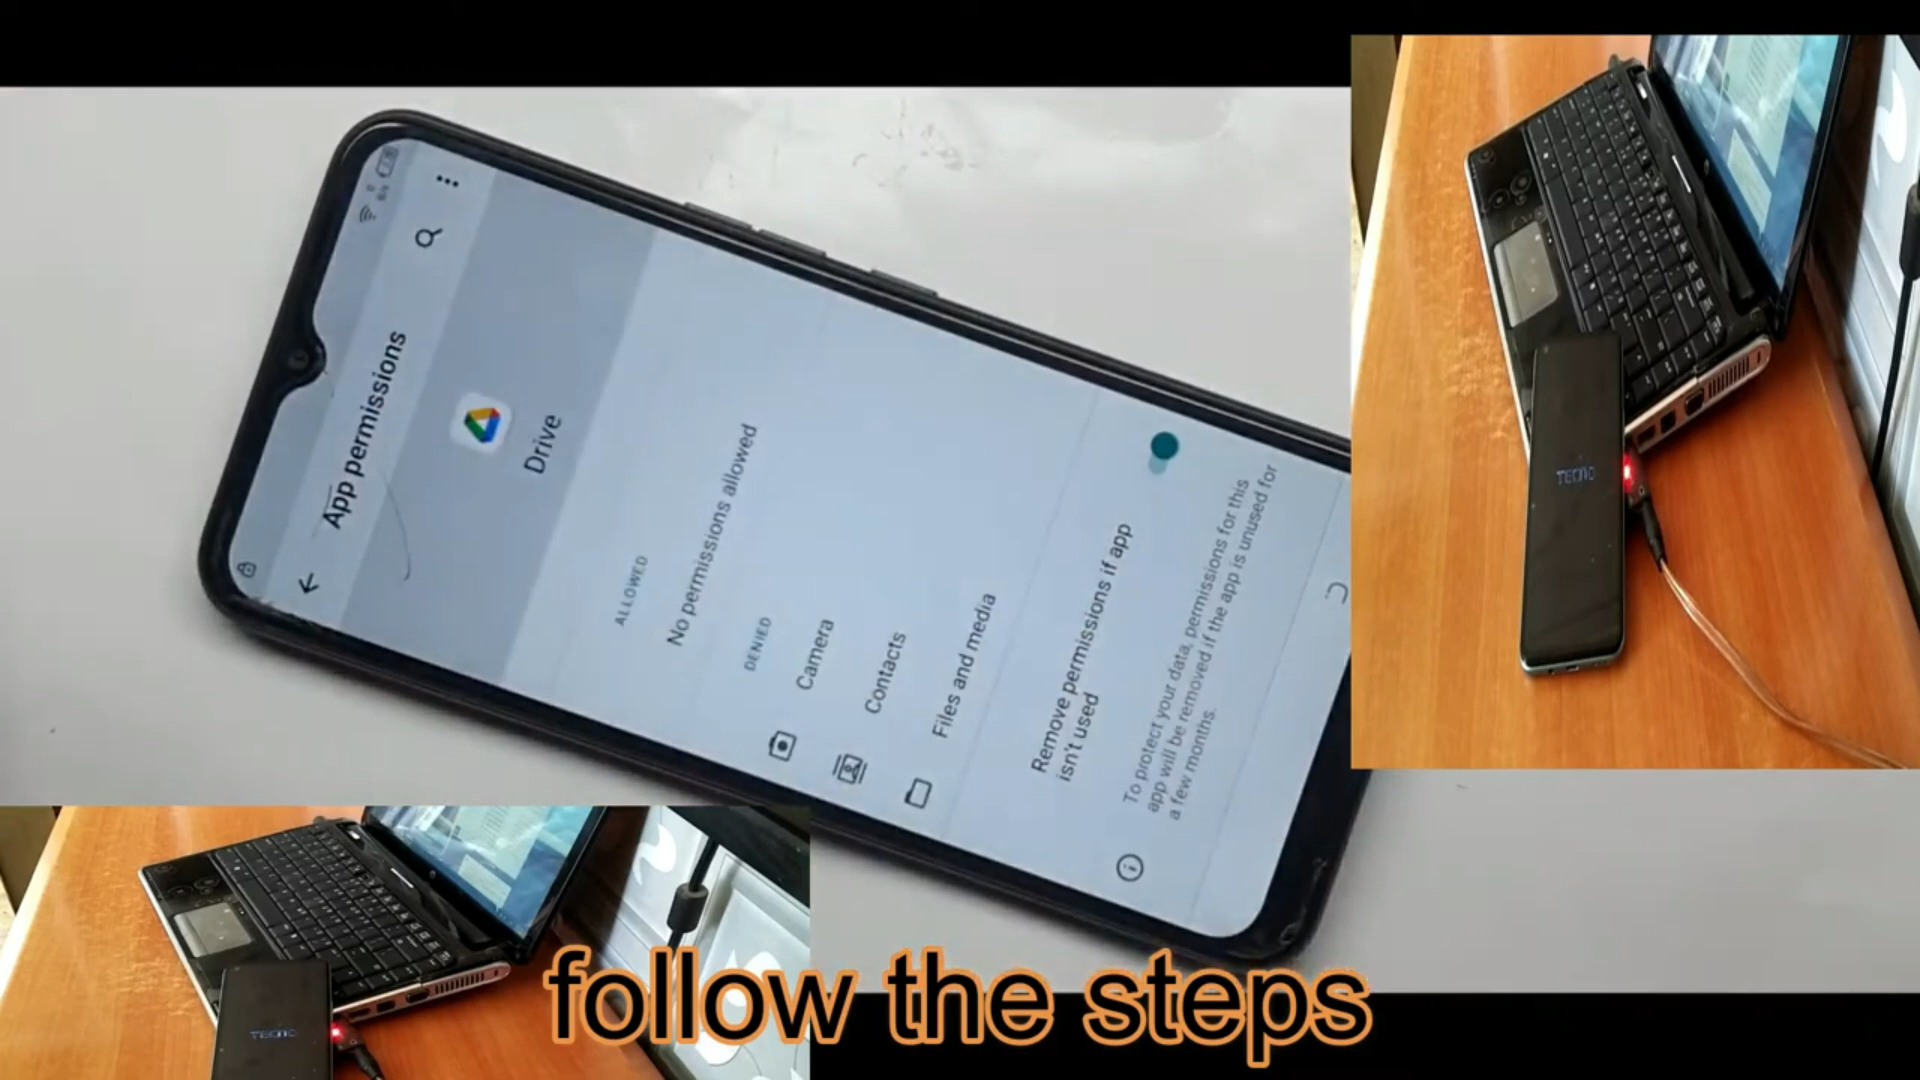 App permissions
Drive
ALLOWED
No permissions allowed
DENIED
Camera
Contacts
Files and media
Remove permissions if app
isn't used
To protect your data, permissions for this
app will be removed if the app is unused for
a few months.
TECNO
TECNO
follow the steps